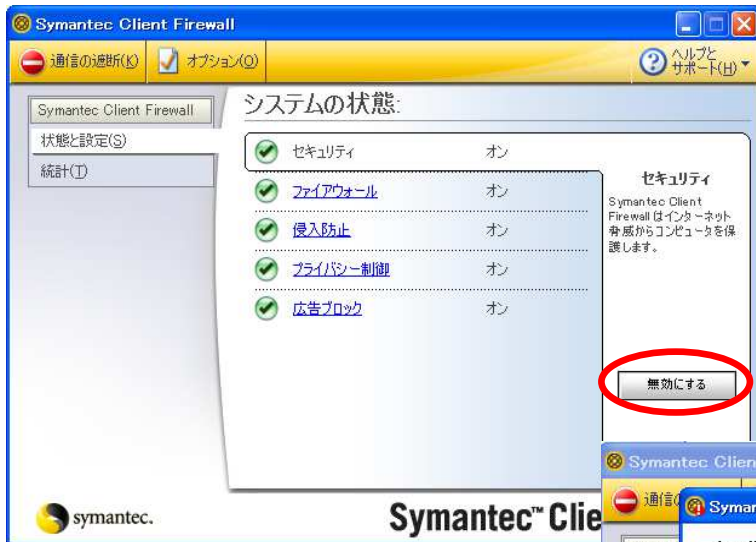 Symantec Client Firewall
通信の遮断(K)
オプション(O)
ヘルプと
サポート(H)
Symantec Client Firewall
状態と設定(S)
統計(T)
システムの状態:
セキュリティ オン
ファイアウォール オン
侵入防止 オン
プライバシー制御 オン
広告ブロック オン
セキュリティ
Symantec Client
Firewall はインターネット
脅威からコンピュータを保
護します。
無効にする
symantec.
Symantec™ Clie
Symantec Clien
通信
Syman